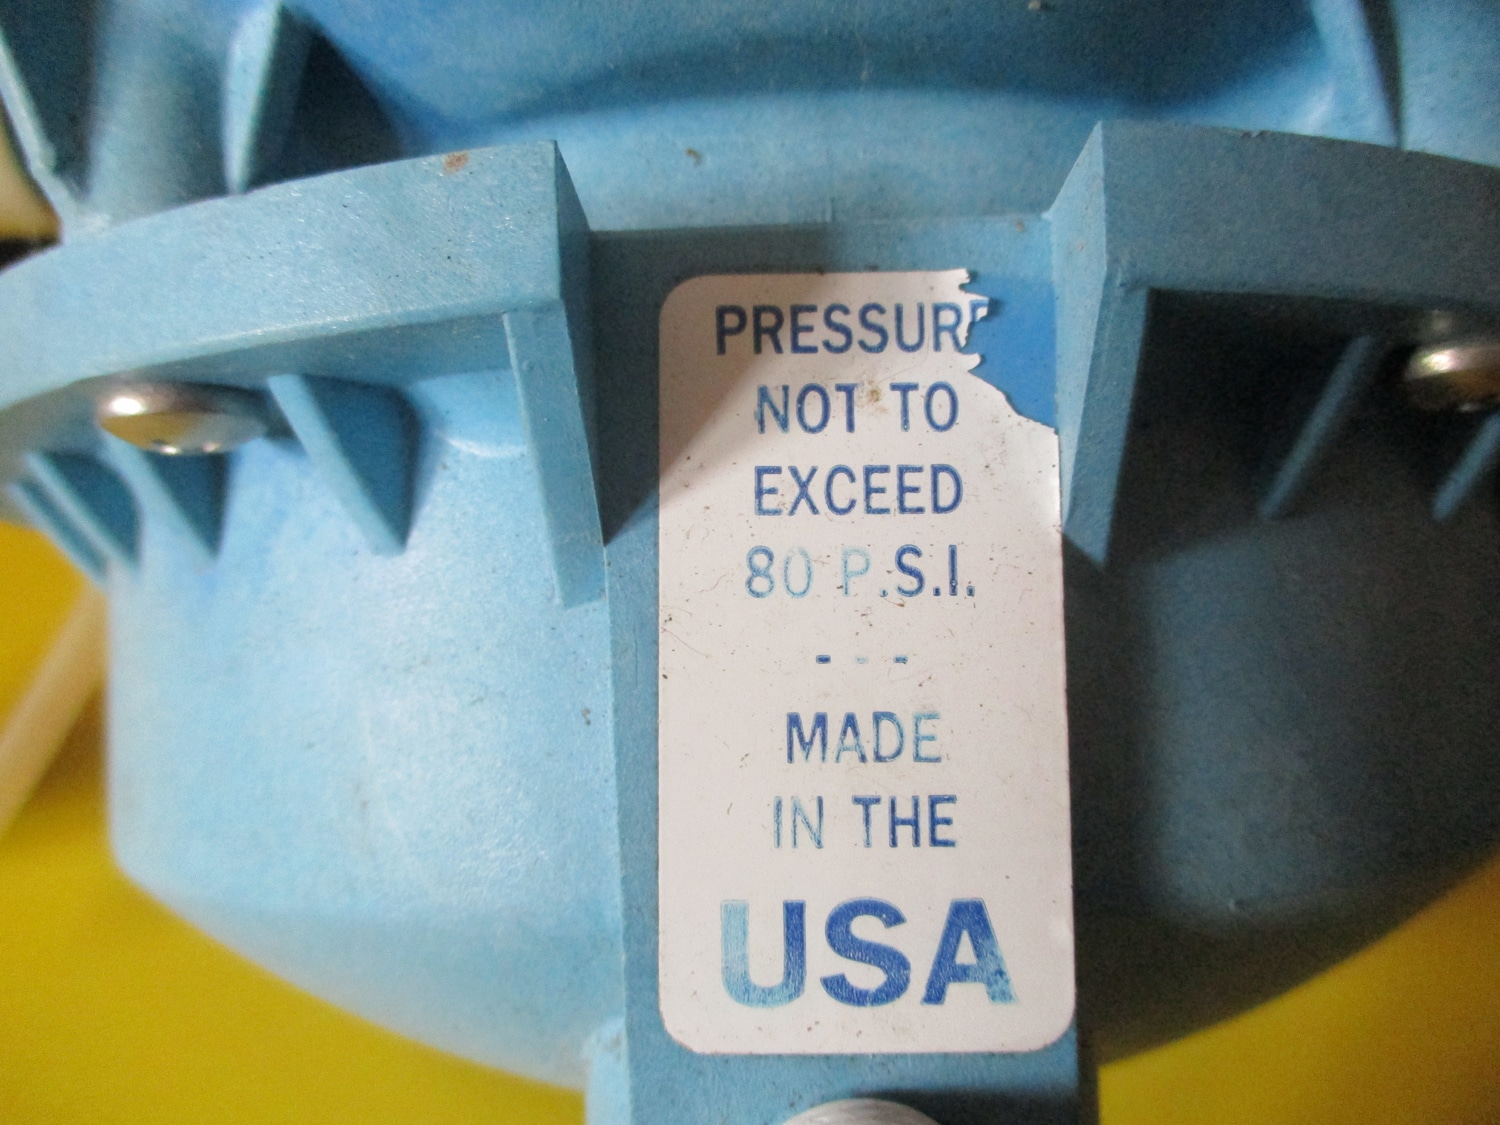 PRESSURE
NOT TO
EXCEED
80 P.S.I.
- - -
MADE
IN THE
USA